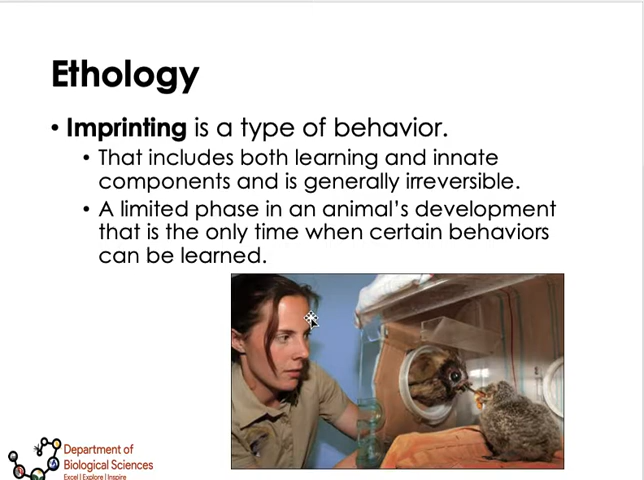 Ethology
• Imprinting is a type of behavior.
• That includes both learning and innate
components and is generally irreversible.
• A limited phase in an animal's development
that is the only time when certain behaviors
can be learned.
Department of
Biological Sciences
Excel | Explore | Inspire